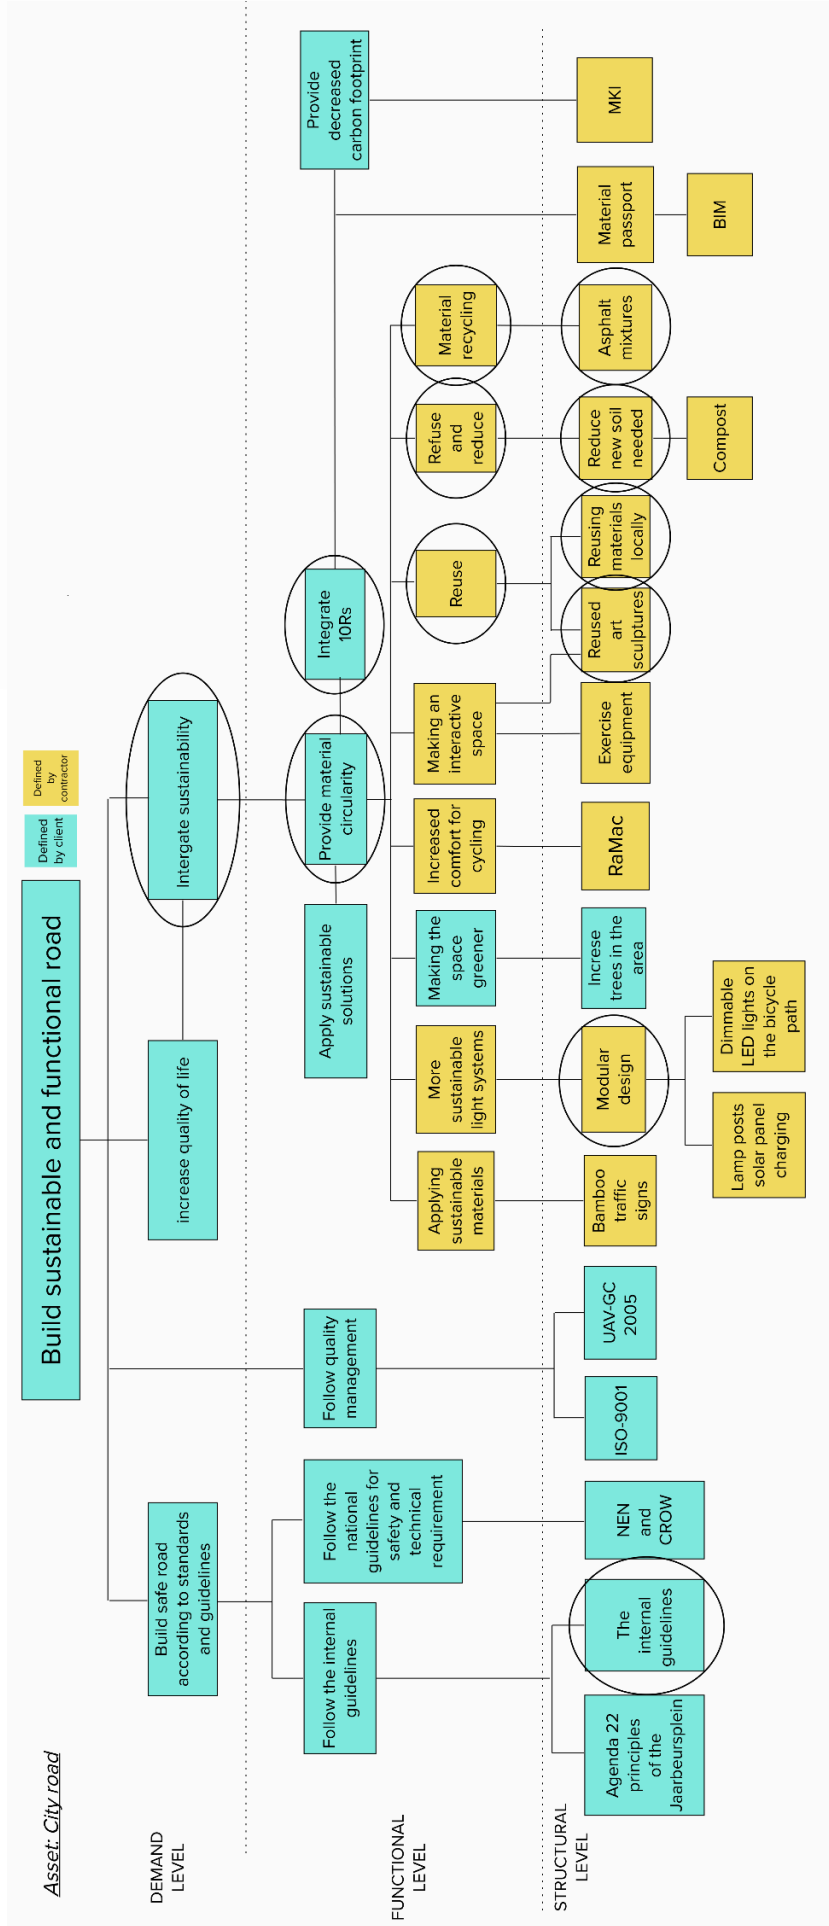 Asset: City road
Build sustainable and functional road
Defined
by client
Defined
by
contractor
DEMAND
LEVEL
Build safe road
according to standards
and guidelines
increase quality of life
Intergate sustainability
FUNCTIONAL
LEVEL
Follow the internal
guidelines
Follow the
national
guidelines for
safety and
technical
requirement
Follow quality
management
Apply sustainable
solutions
Provide material
circularity
Integrate
10Rs
Provide
decreased
carbon footprint
Applying
sustainable
materials
More
sustainable
light systems
Making the
space
greener
Increased
comfort for
cycling
Making an
interactive
space
Reuse
Refuse
and
reduce
Material
recycling
STRUCTURAL
LEVEL
Agenda 22
principles
of the
Jaarbeursplein
The
internal
guidelines
NEN
and
CROW
ISO-9001
UAV-GC
2005
Bamboo
traffic
signs
Modular
design
Increse
trees in the
area
RaMac
Exercise
equipment
Reused
art
sculptures
Reusing
materials
locally
Reduce
new soil
needed
Asphalt
mixtures
Material
passport
MKI
Lamp posts
solar panel
charging
Dimmable
LED lights on
the bicycle
path
Compost
BIM